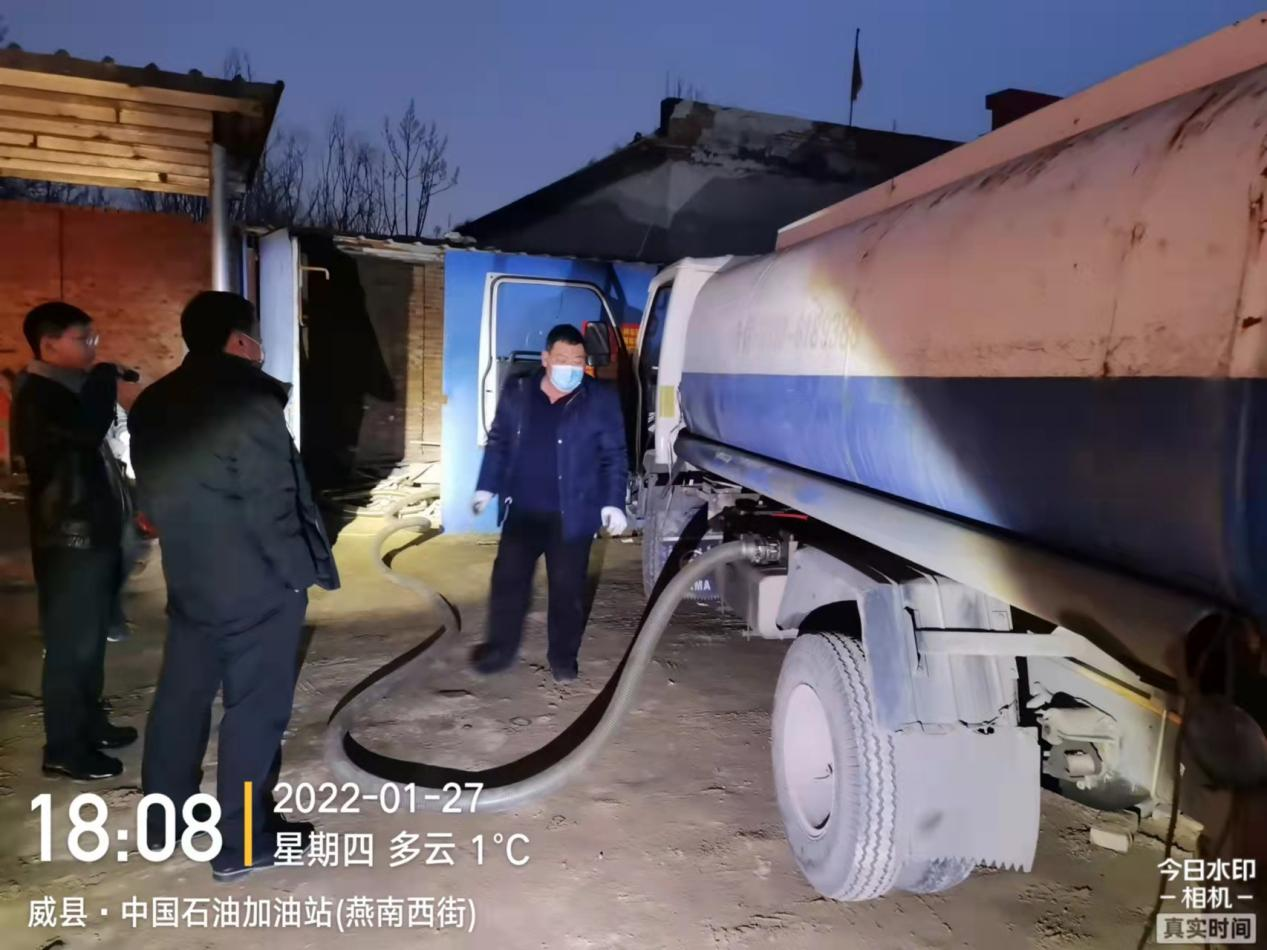 18:08
2022-01-27
星期四 多云 1℃
威县·中国石油加油站(燕南西街)
今日水印
-相机-
真实时间